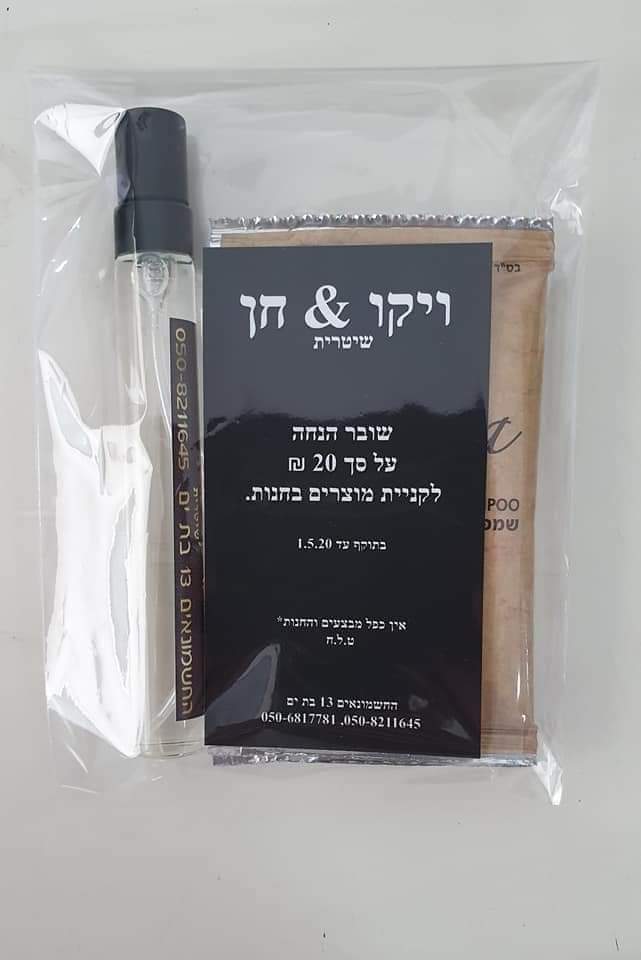 ויקו & חן
שיטרית
שובר הנחה
על סך 20 ₪
לקניית מוצרים בחנות.
בתוקף עד 1.5.20
אין כפל מבצעים והחנות*
ט.ל.ח
החשמונאים 13 בת ים
050-6817781 ,050-8211645
בס"ד
POO
שמפ
050-8211645
החשמונאים 13 בת ים